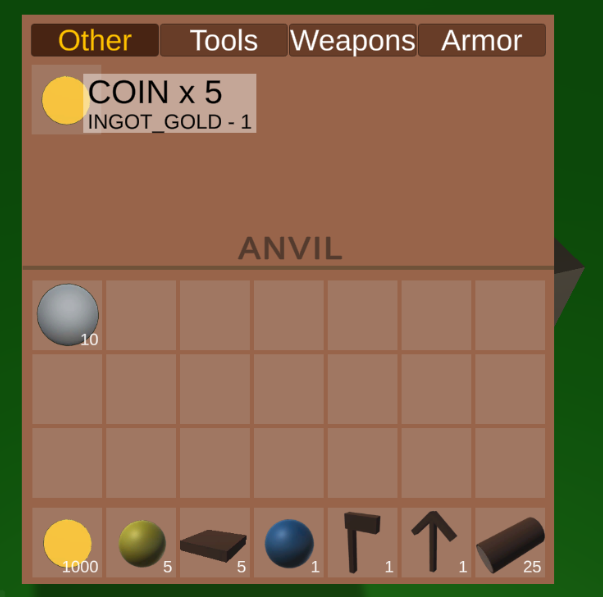 Other Tools Weapons Armor
COIN x 5
INGOT_GOLD - 1
ANVIL
10
1000 5 5 1 1 1 25